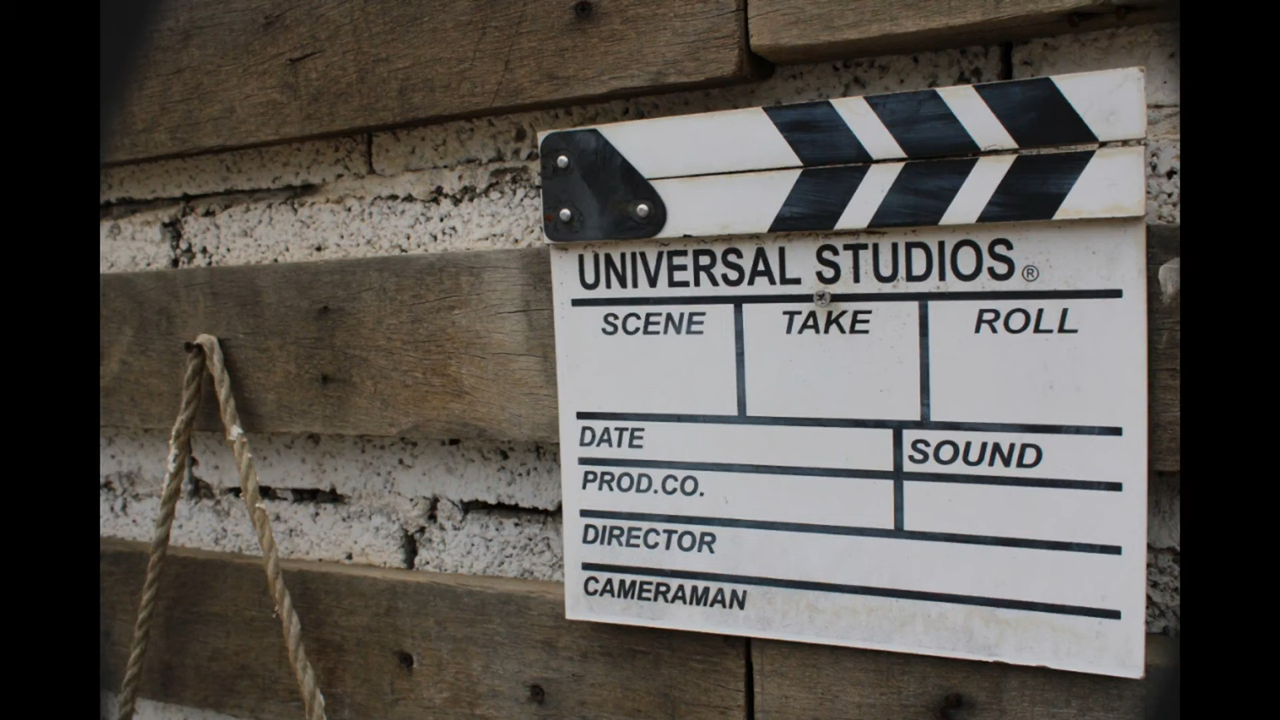 UNIVERSAL STUDIOS®
SCENE TAKE ROLL
DATE SOUND
PROD.CO.
DIRECTOR
CAMERAMAN